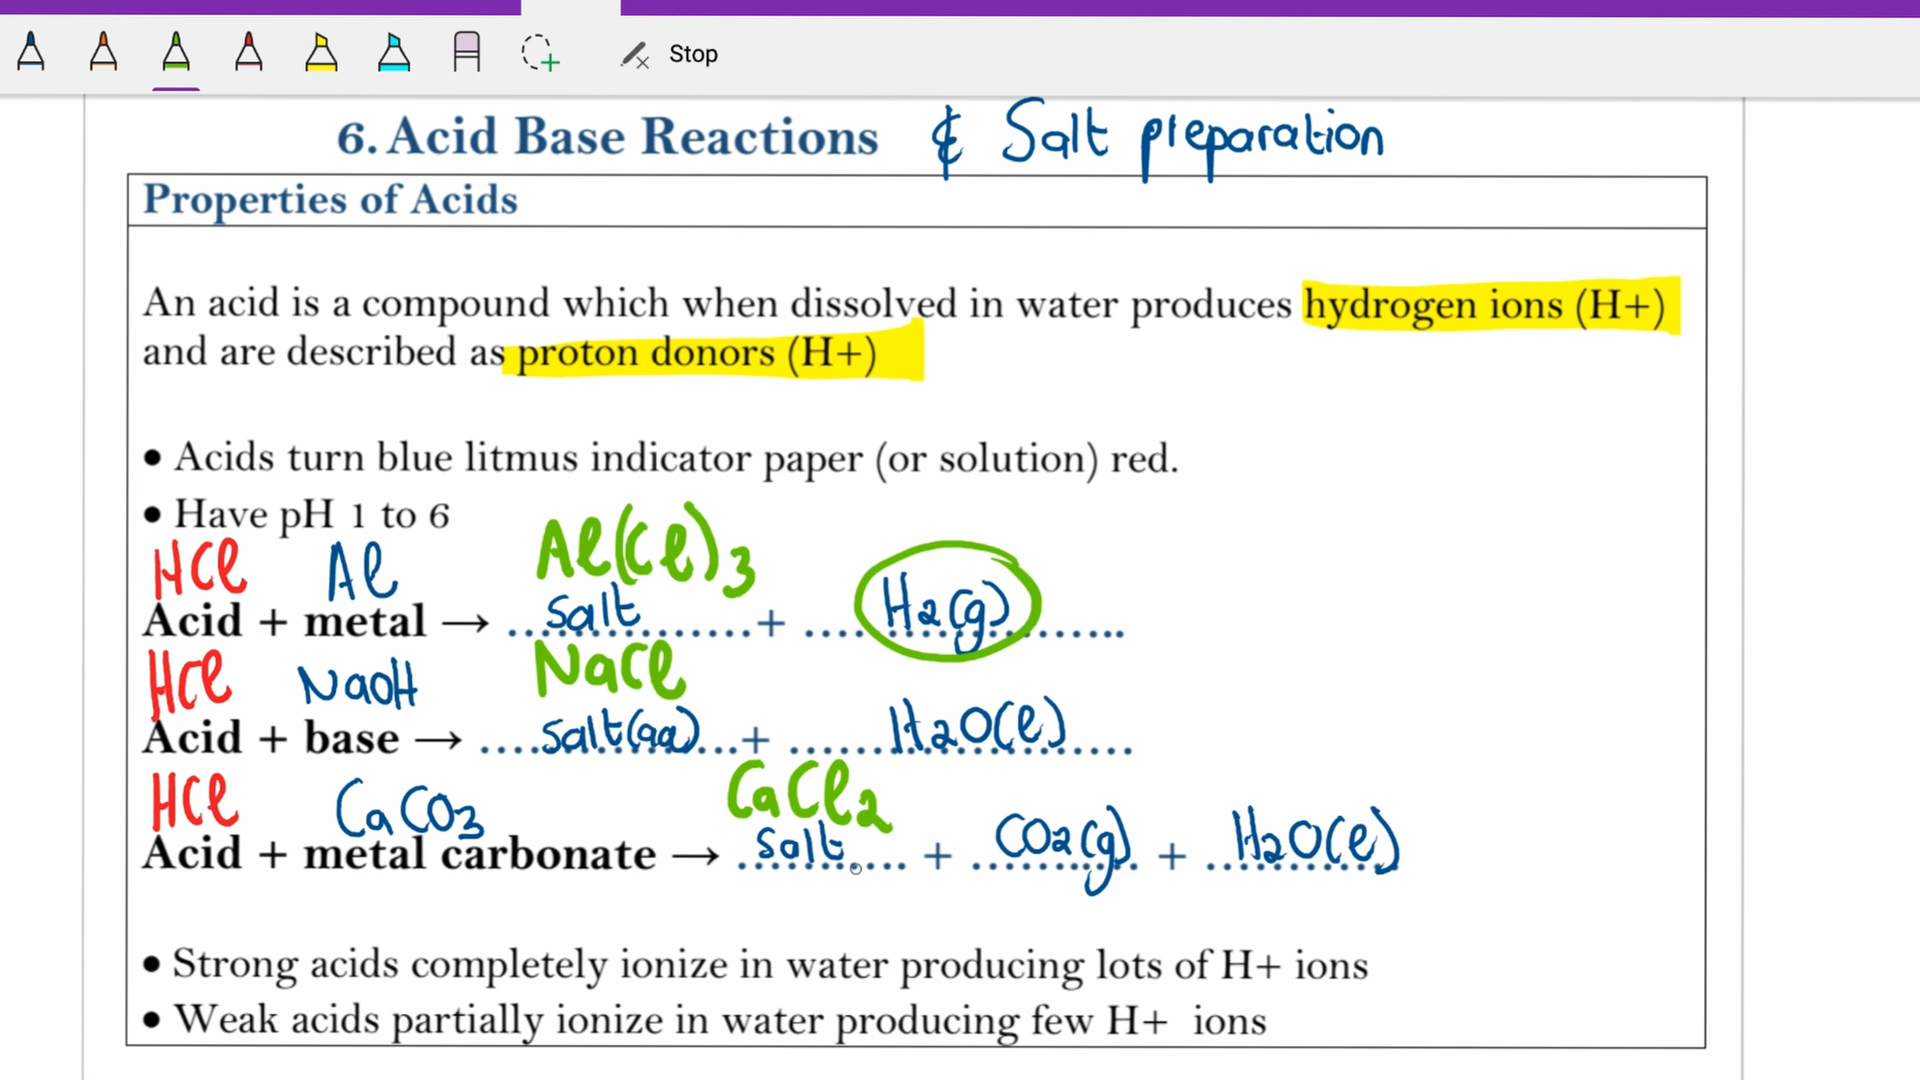 Stop
6. Acid Base Reactions & Salt preparation
Properties of Acids
An acid is a compound which when dissolved in water produces hydrogen ions (H+)
and are described as proton donors (H+)
• Acids turn blue litmus indicator paper (or solution) red.
• Have pH 1 to 6
HCl Al Al(Cl)3
Acid + metal → ...salt...+ ...H2(g)...
HCl NaOH NaCl
Acid + base → ...salt(aq)...+ ...H2O(l)...
HCl CaCO3 CaCl2
Acid + metal carbonate → ...salt... + ...CO2(g)... + ...H2O(l)...
• Strong acids completely ionize in water producing lots of H+ ions
• Weak acids partially ionize in water producing few H+ ions